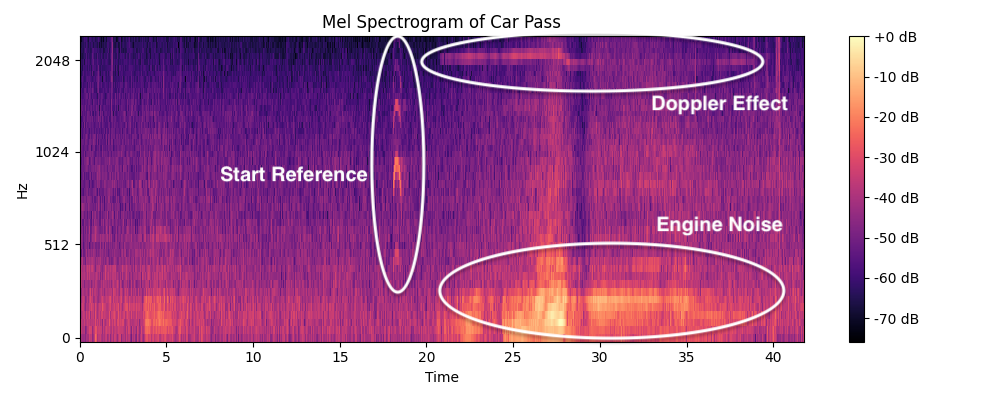 Mel Spectrogram of Car Pass
+0 dB
2048
-10 dB
Doppler Effect
-20 dB
1024
-30 dB
Start Reference
Hz
-40 dB
Engine Noise
512
-50 dB
-60 dB
-70 dB
0
0 5 10 15 20 25 30 35 40
Time